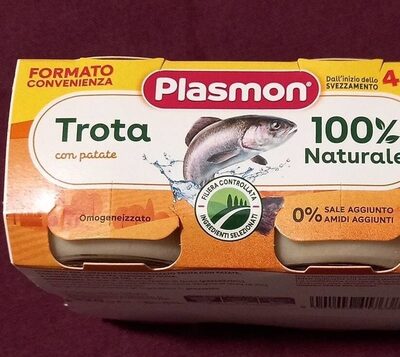 FORMATO
CONVENIENZA
Plasmon
Dall'inizio dello
SVEZZAMENTO
4
Trota
con patate
100%
Naturale
FILIERA CONTROLLATA
INGREDIENTI SELEZIONATI
Omogeneizzato
0% SALE AGGIUNTO
AMIDI AGGIUNTI